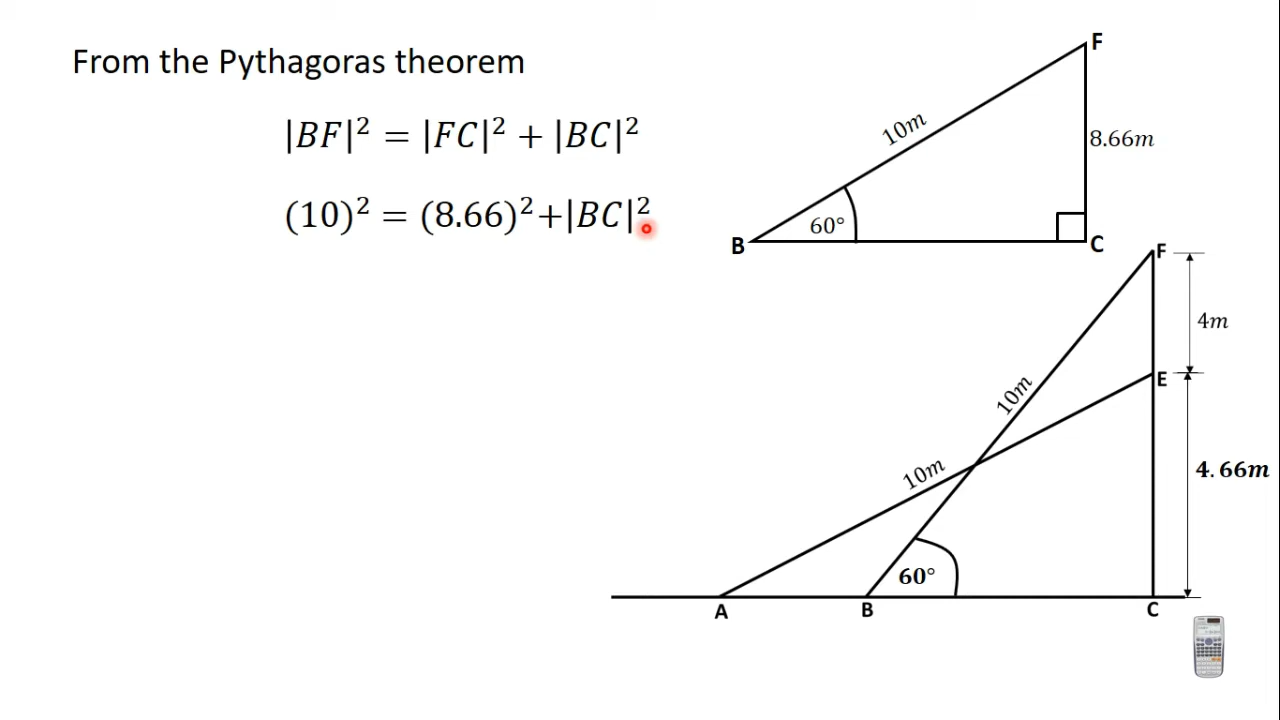 From the Pythagoras theorem
|BF|² = |FC|² + |BC|²
(10)² = (8.66)²+|BC|²
F
10m
8.66m
60°
B
C
F
4m
E
10m
10m
4.66m
60°
A
B
C